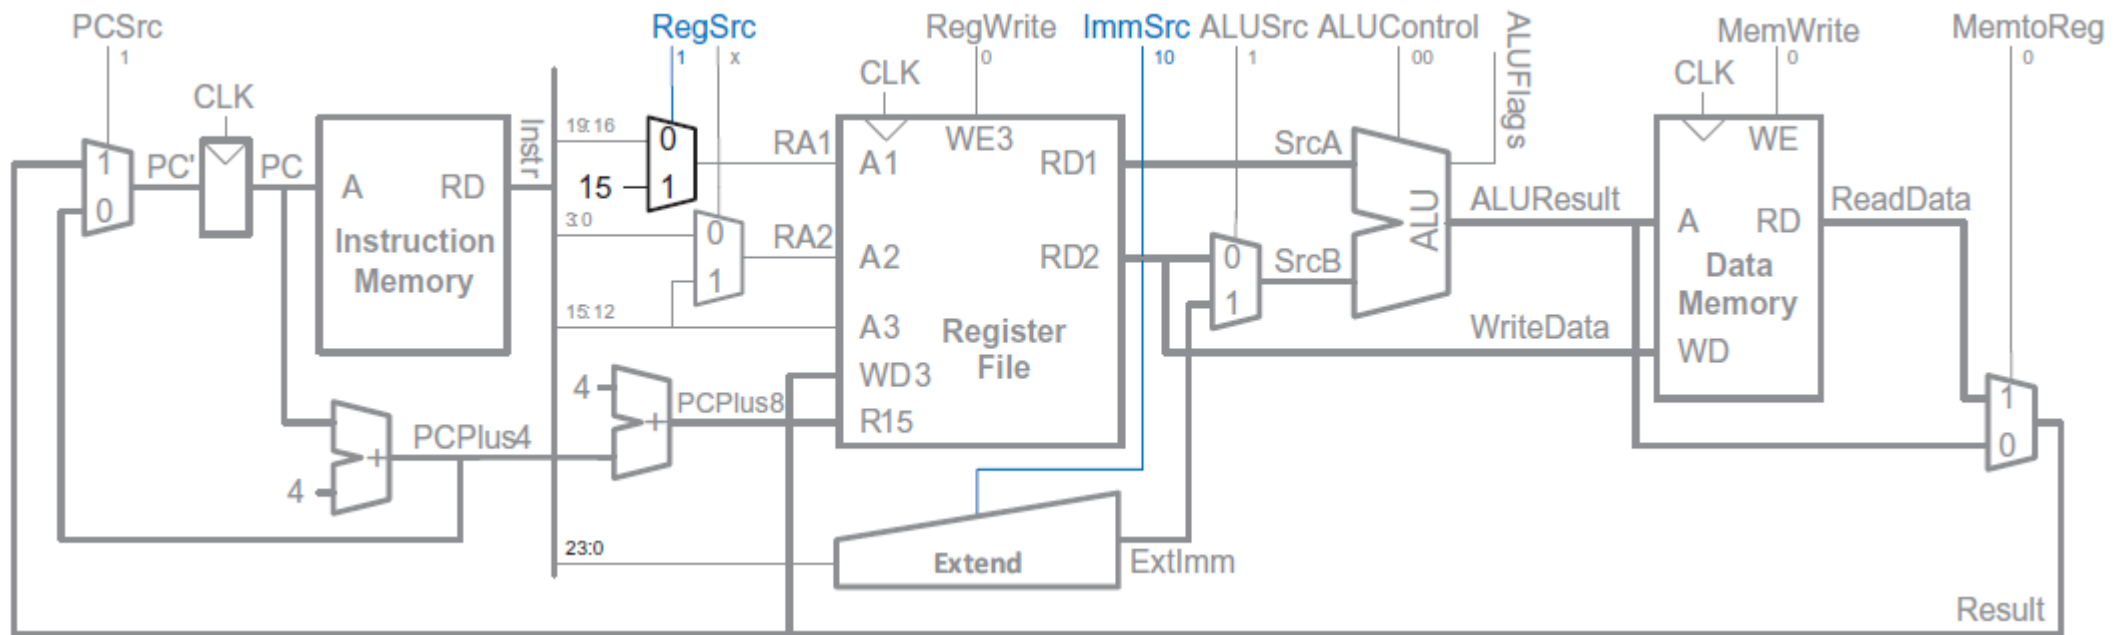 PCSrc
1
RegSrc
1
x
RegWrite
0
ImmSrc
10
ALUSrc
1
ALUControl
00
ALUFlags
MemWrite
0
MemtoReg
0
CLK
CLK
CLK
1
0
PC'
PC
A
RD
Instruction
Memory
Instr
19:16
15
0
1
RA1
3:0
0
1
RA2
15:12
A1
WE3
RD1
A2
RD2
A3
WD3
R15
Register
File
SrcA
0
1
SrcB
ALU
ALUResult
WriteData
A
WE
RD
Data
Memory
WD
ReadData
1
0
4
+
PCPlus4
4
+
PCPlus8
23:0
Extend
ExtImm
Result